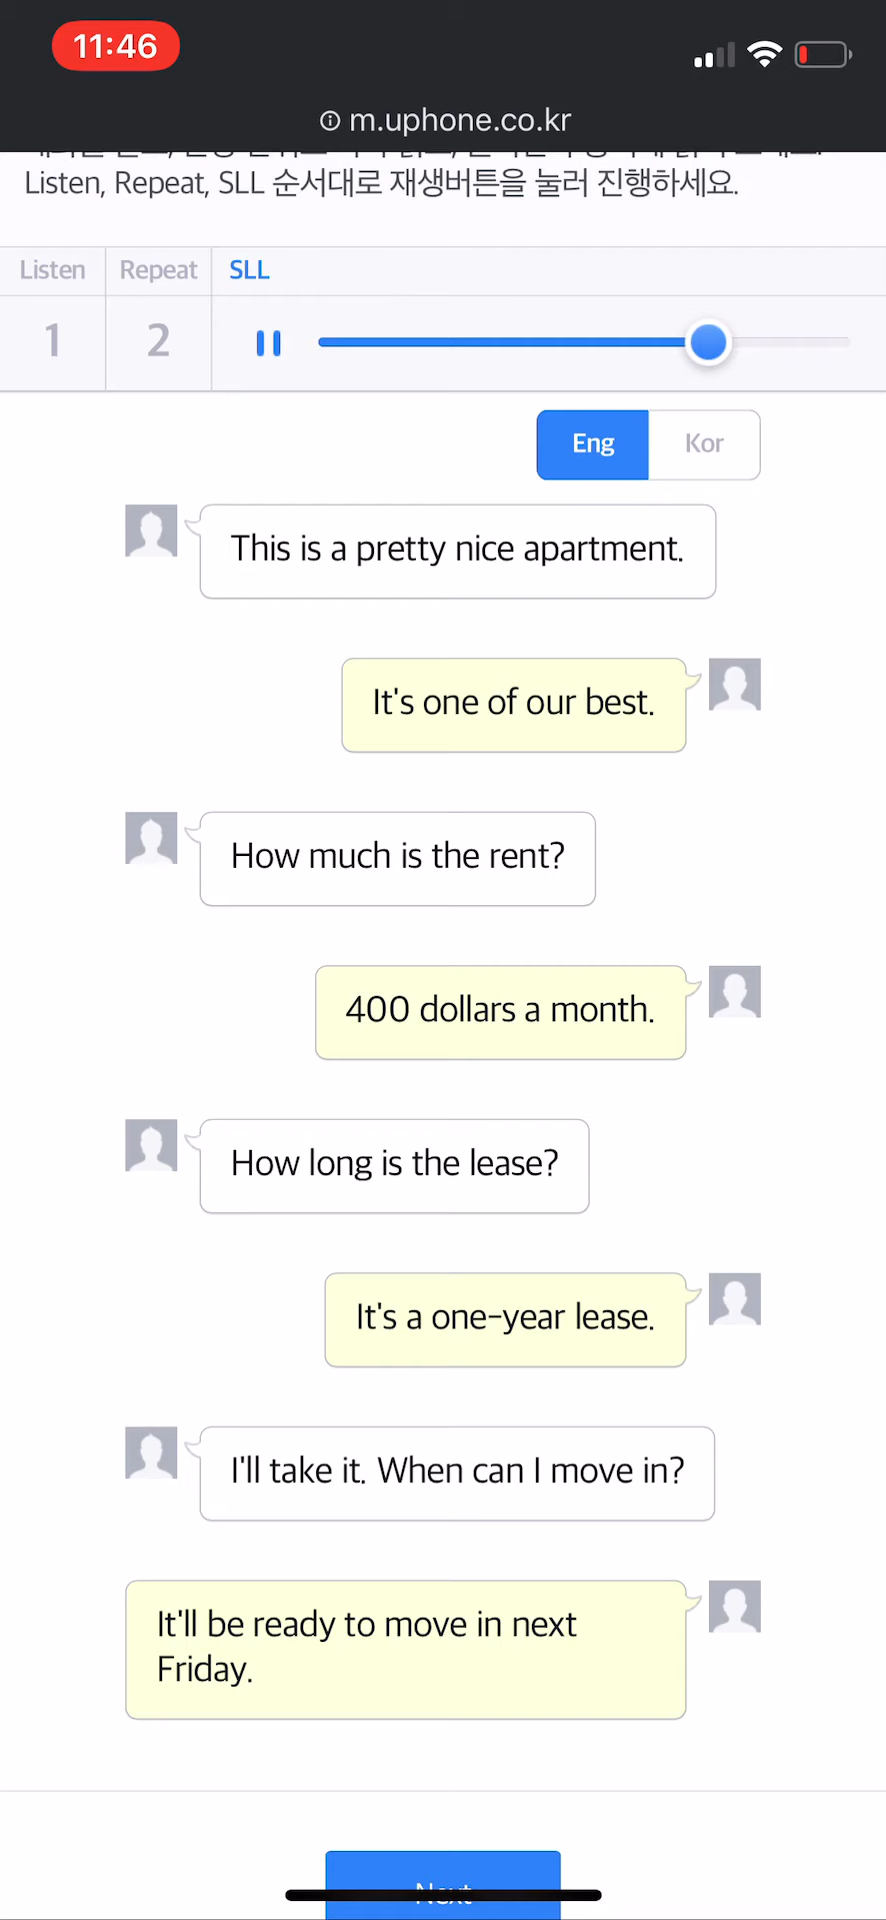 11:46
m.uphone.co.kr
Listen, Repeat, SLL 순서대로 재생버튼을 눌러 진행하세요.
Listen Repeat SLL
1 2
Eng Kor
This is a pretty nice apartment.
It's one of our best.
How much is the rent?
400 dollars a month.
How long is the lease?
It's a one-year lease.
I'll take it. When can I move in?
It'll be ready to move in next
Friday.
Next